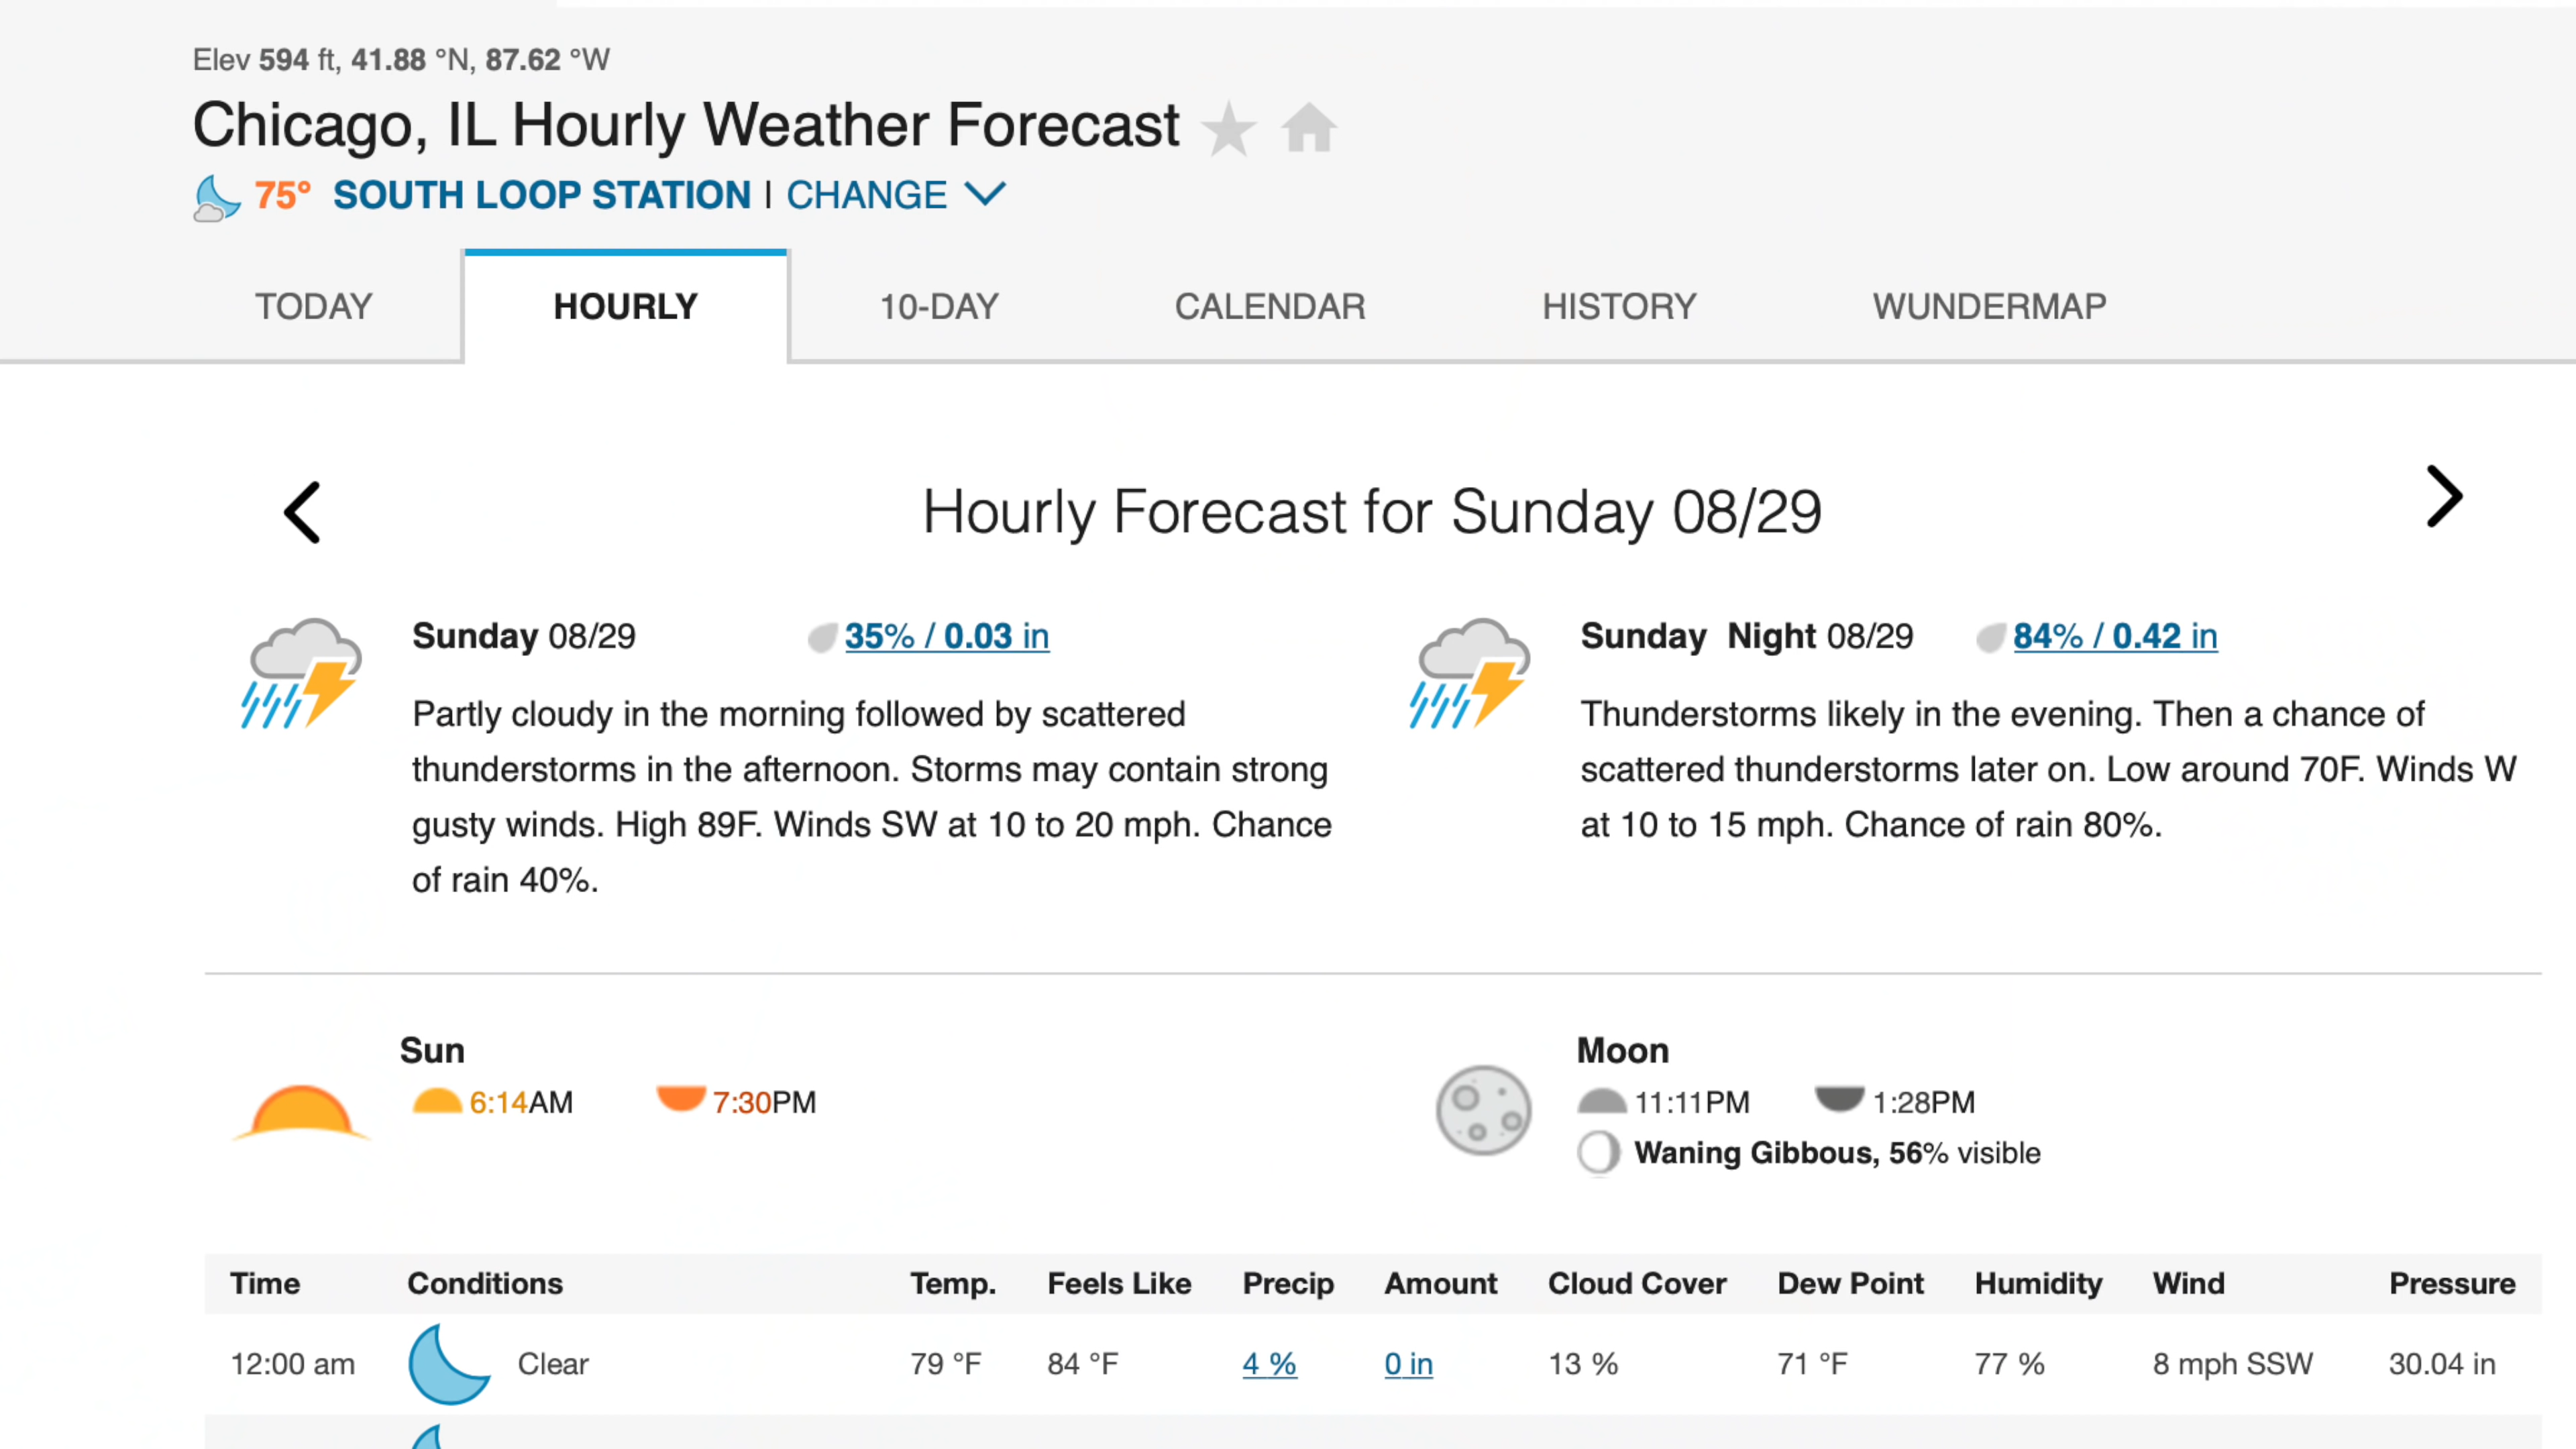 Elev 594 ft, 41.88 °N, 87.62 °W
Chicago, IL Hourly Weather Forecast
75° SOUTH LOOP STATION | CHANGE
TODAY HOURLY 10-DAY CALENDAR HISTORY WUNDERMAP
Hourly Forecast for Sunday 08/29
Sunday 08/29 35% / 0.03 in
Partly cloudy in the morning followed by scattered
thunderstorms in the afternoon. Storms may contain strong
gusty winds. High 89F. Winds SW at 10 to 20 mph. Chance
of rain 40%.
Sunday Night 08/29 84% / 0.42 in
Thunderstorms likely in the evening. Then a chance of
scattered thunderstorms later on. Low around 70F. Winds W
at 10 to 15 mph. Chance of rain 80%.
Sun
6:14AM 7:30PM
Moon
11:11PM 1:28PM
Waning Gibbous, 56% visible
Time Conditions Temp. Feels Like Precip Amount Cloud Cover Dew Point Humidity Wind Pressure
12:00 am Clear 79 °F 84 °F 4 % 0 in 13 % 71 °F 77 % 8 mph SSW 30.04 in